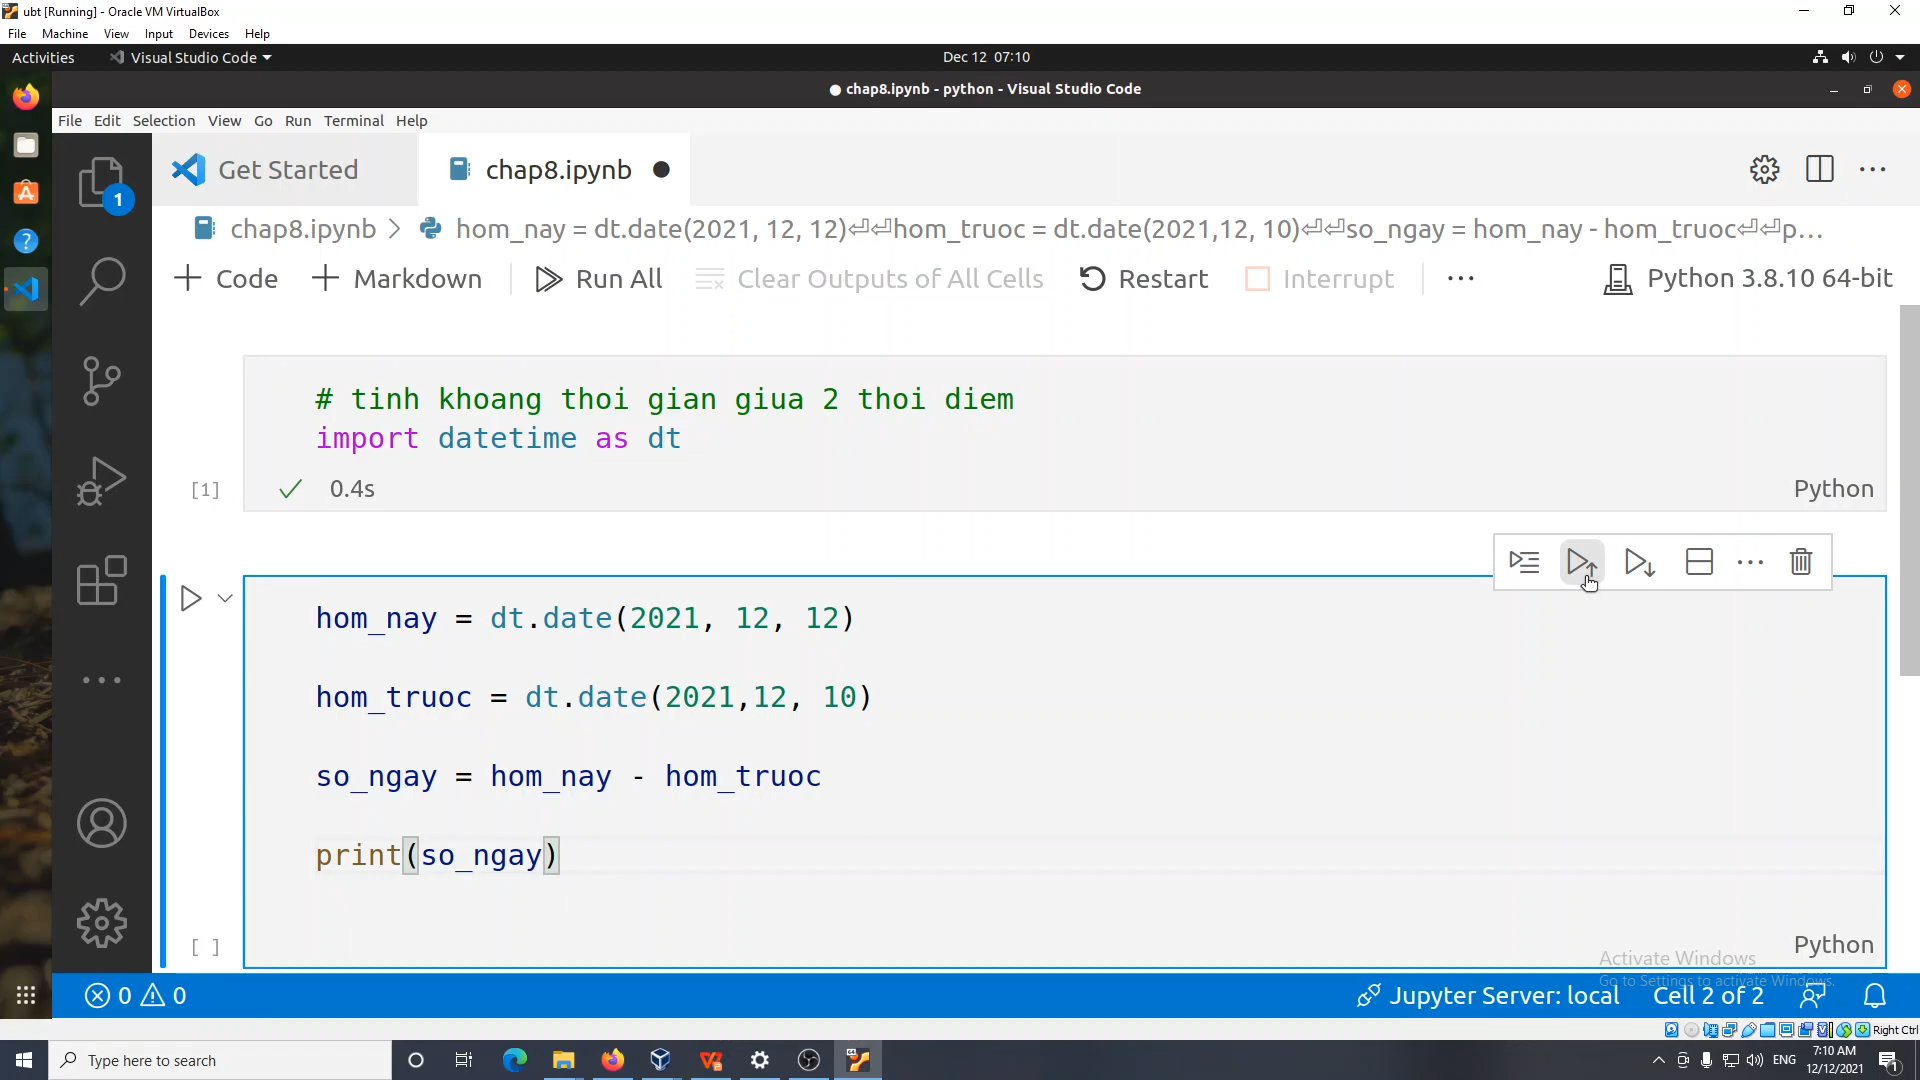 ubt [Running] - Oracle VM VirtualBox
File Machine View Input Devices Help
Activities Visual Studio Code Dec 12 07:10
chap8.ipynb - python - Visual Studio Code
File Edit Selection View Go Run Terminal Help
1
Get Started chap8.ipynb
chap8.ipynb > hom_nay = dt.date(2021, 12, 12)⏎⏎hom_truoc = dt.date(2021,12, 10)⏎⏎so_ngay = hom_nay - hom_truoc⏎⏎p...
+ Code + Markdown Run All Clear Outputs of All Cells Restart Interrupt ... Python 3.8.10 64-bit
# tinh khoang thoi gian giua 2 thoi diem
import datetime as dt
[1] ✓ 0.4s Python
hom_nay = dt.date(2021, 12, 12)
hom_truoc = dt.date(2021,12, 10)
so_ngay = hom_nay - hom_truoc
print(so_ngay)
[ ] Python
Activate Windows
Go to Settings to activate Windows.
0 0 Jupyter Server: local Cell 2 of 2
Right Ctrl
Type here to search ENG 7:10 AM
12/12/2021 1